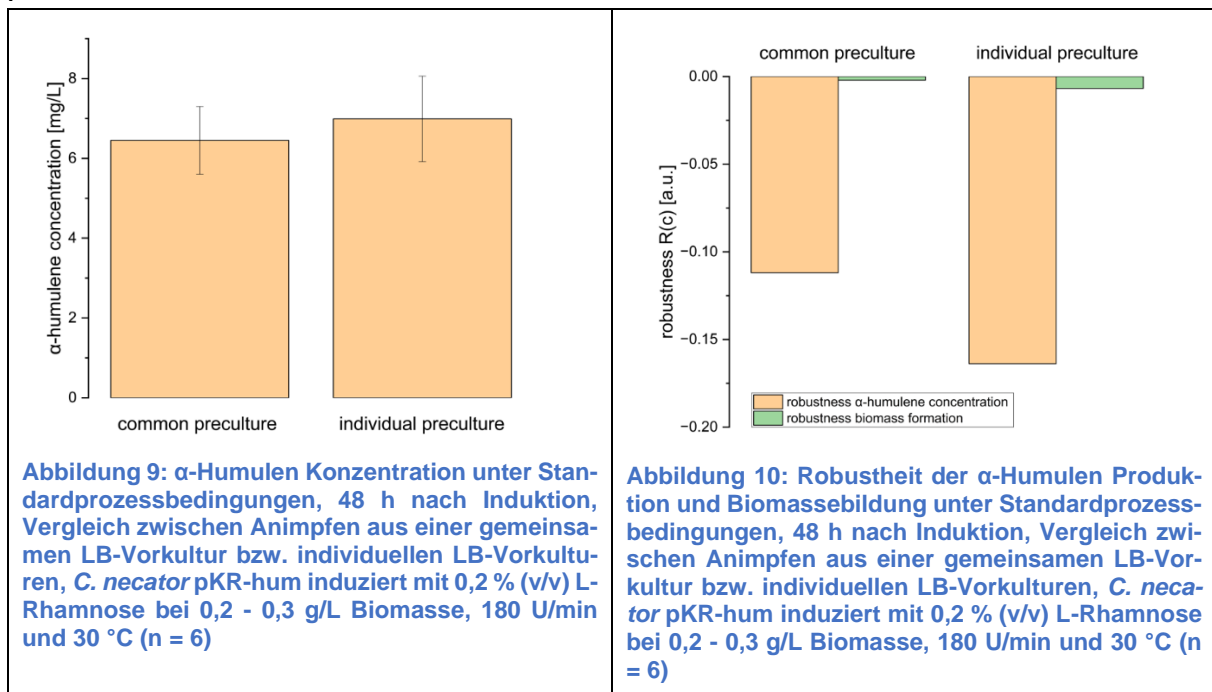 α-humulene concentration [mg/L]
8
6
4
2
0
common preculture
individual preculture
Abbildung 9: α-Humulen Konzentration unter Stan-
dardprozessbedingungen, 48 h nach Induktion,
Vergleich zwischen Animpfen aus einer gemeinsa-
men LB-Vorkultur bzw. individuellen LB-Vorkultu-
ren, C. necator pKR-hum induziert mit 0,2 % (v/v) L-
Rhamnose bei 0,2 - 0,3 g/L Biomasse, 180 U/min
und 30 °C (n = 6)
common preculture
individual preculture
robustness R(c) [a.u.]
0.00
−0.05
−0.10
−0.15
−0.20
robustness α-humulene concentration
robustness biomass formation
Abbildung 10: Robustheit der α-Humulen Produk-
tion und Biomassebildung unter Standardprozess-
bedingungen, 48 h nach Induktion, Vergleich zwi-
schen Animpfen aus einer gemeinsamen LB-Vor-
kultur bzw. individuellen LB-Vorkulturen, C. neca-
tor pKR-hum induziert mit 0,2 % (v/v) L-Rhamnose
bei 0,2 - 0,3 g/L Biomasse, 180 U/min und 30 °C (n
= 6)